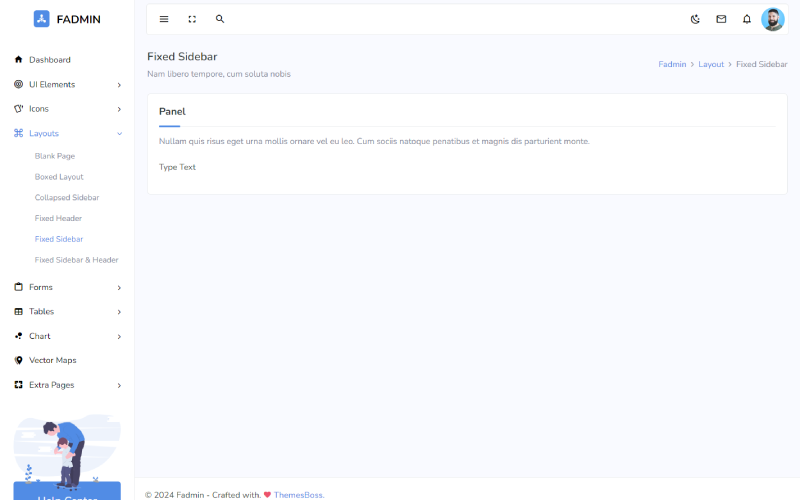 FADMIN
Dashboard
UI Elements
Icons
Layouts
Blank Page
Boxed Layout
Collapsed Sidebar
Fixed Header
Fixed Sidebar
Fixed Sidebar & Header
Forms
Tables
Chart
Vector Maps
Extra Pages
Help Center
Fixed Sidebar
Nam libero tempore, cum soluta nobis
Fadmin > Layout > Fixed Sidebar
Panel
Nullam quis risus eget urna mollis ornare vel eu leo. Cum sociis natoque penatibus et magnis dis parturient monte.
Type Text
© 2024 Fadmin - Crafted with. ❤ ThemesBoss.